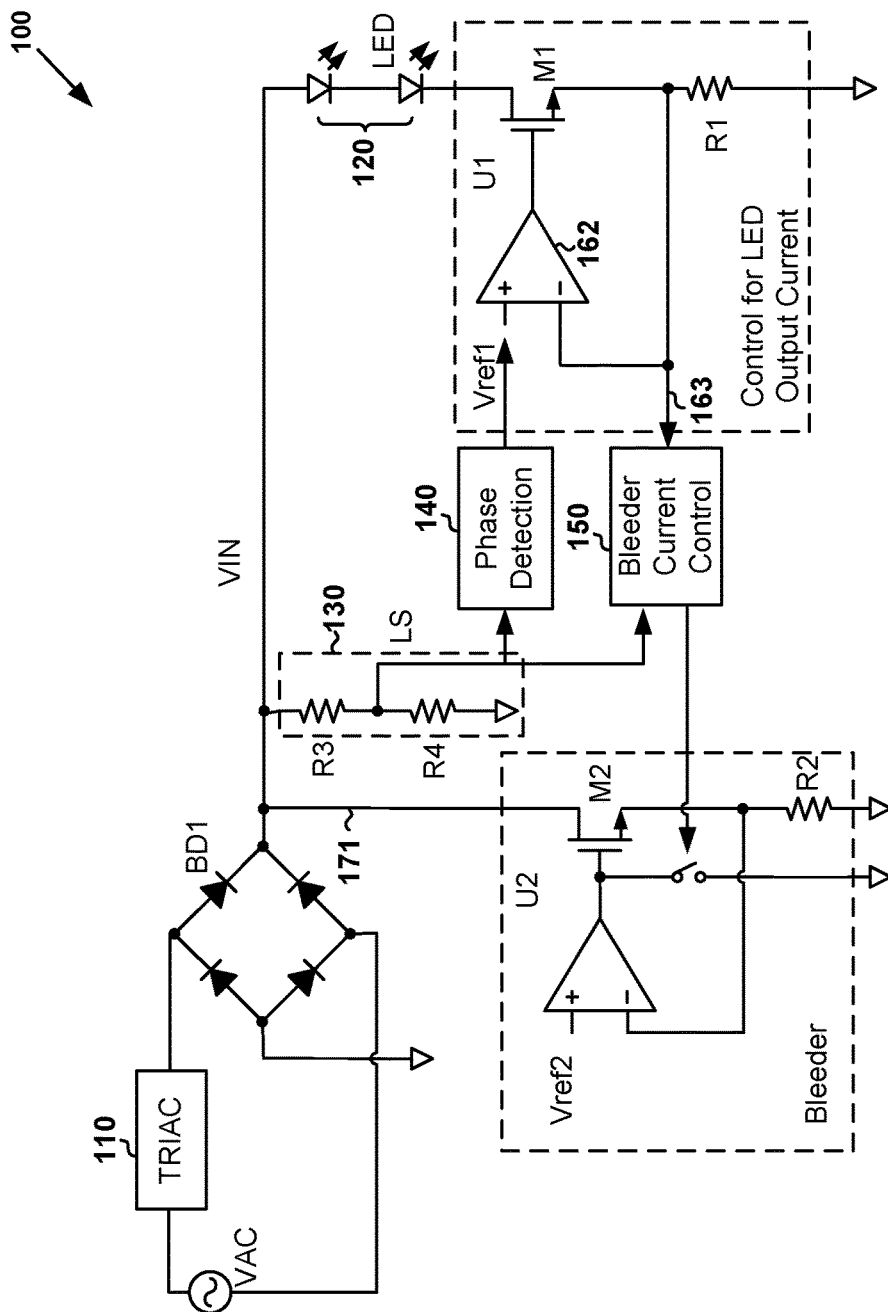 100
VAC
110
TRIAC
BD1
171
VIN
130
R3
R4
LS
120
LED
140
Phase
Detection
150
Bleeder
Current
Control
Vref1
+
−
162
U1
M1
R1
163
Control for LED
Output Current
Vref2
+
−
U2
M2
R2
Bleeder